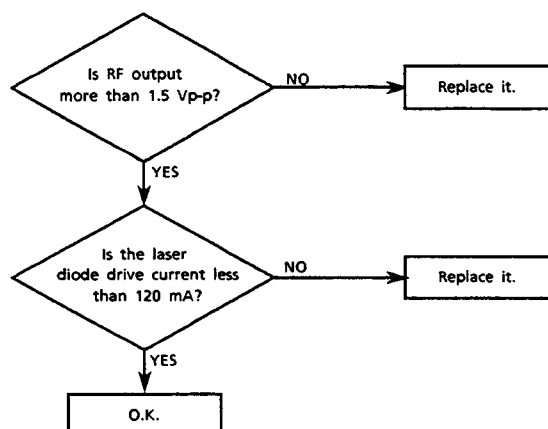 Is RF output
more than 1.5 Vp-p?
NO
Replace it.
YES
Is the laser
diode drive current less
than 120 mA?
NO
Replace it.
YES
O.K.